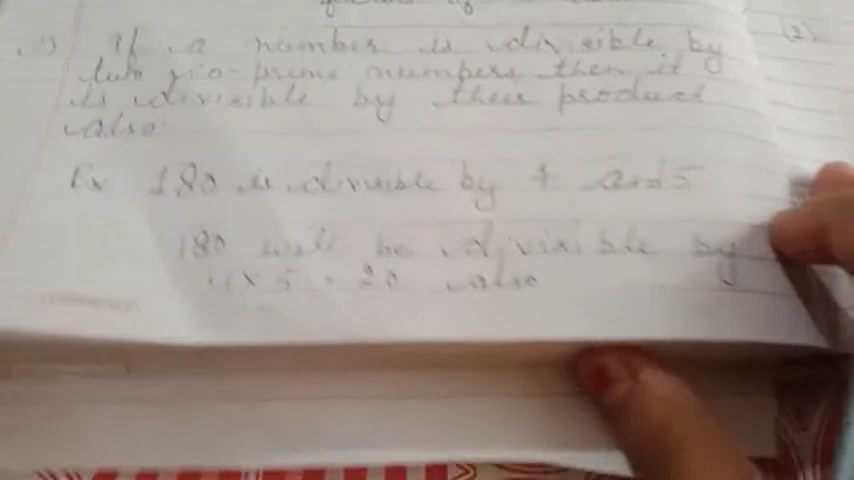 If a number is divisible by
two co-prime numbers then it
is divisible by their product
also.
Ex 180 is divisible by 4 and 5
180 will be divisible by
4 x 5 = 20 also
(2)